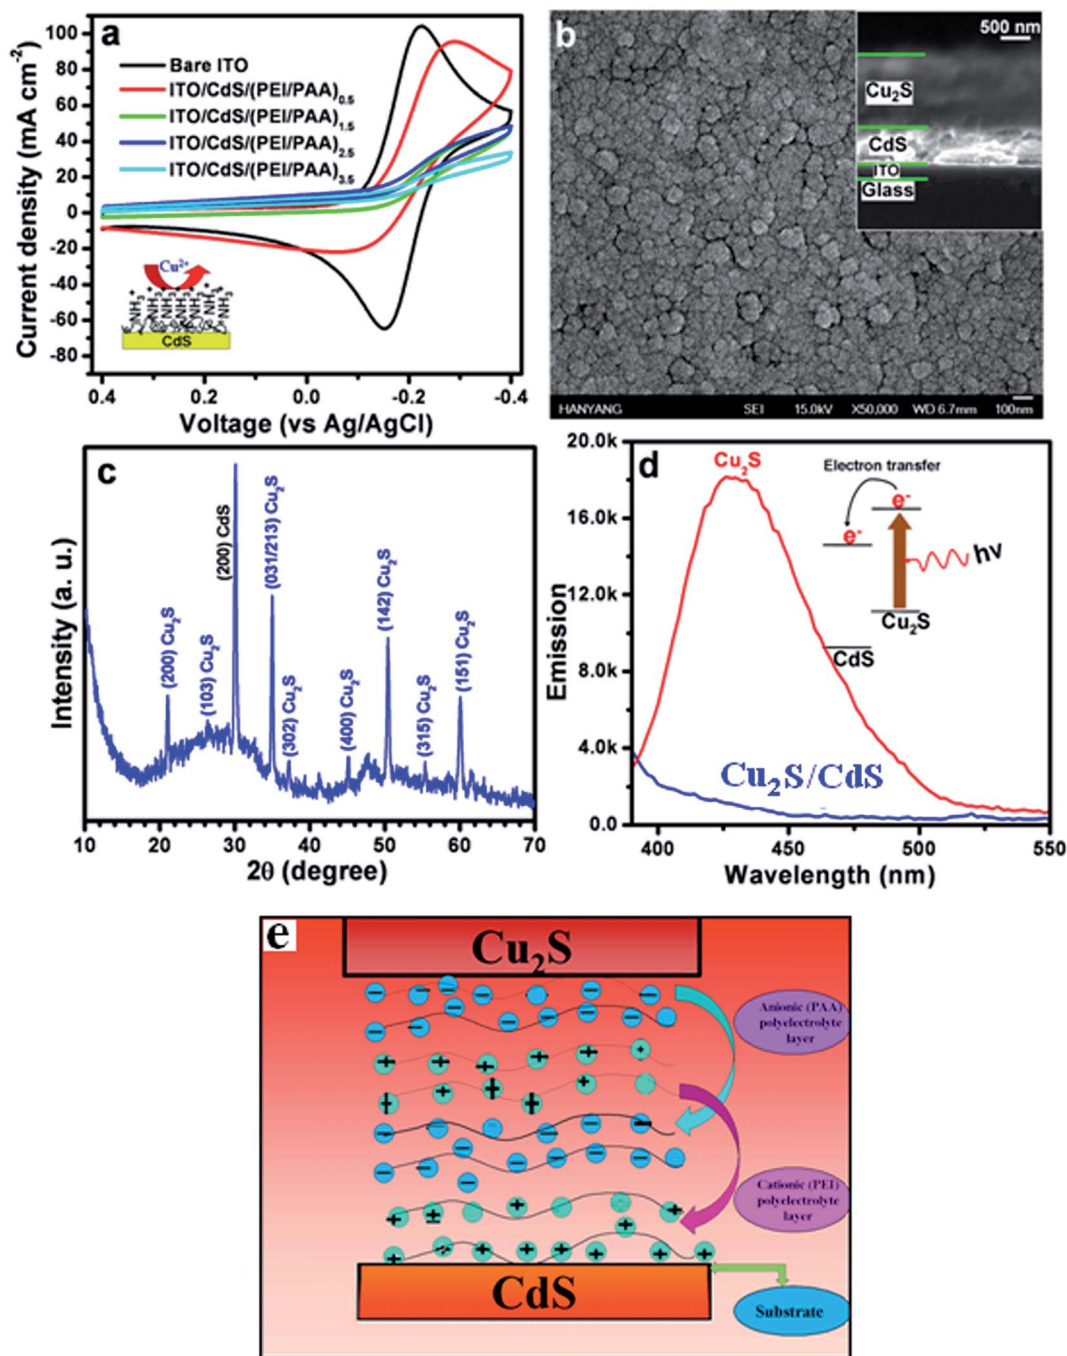 a
Current density (mA cm⁻²)
100
80
60
40
20
0
-20
-40
-60
-80
Bare ITO
ITO/CdS/(PEI/PAA)₀.₅
ITO/CdS/(PEI/PAA)₁.₅
ITO/CdS/(PEI/PAA)₂.₅
ITO/CdS/(PEI/PAA)₃.₅
Cu²⁺
NH₃⁺ NH₃⁺ NH₃⁺ NH₃⁺ NH₃⁺ NH₃⁺
CdS
0.4 0.2 0.0 -0.2 -0.4
Voltage (vs Ag/AgCl)
b
500 nm
Cu₂S
CdS
ITO
Glass
HANYANG SEI 15.0kV X50,000 WD 6.7mm 100nm
c
Intensity (a. u.)
(200) Cu₂S
(103) Cu₂S
(200) CdS
(031/213) Cu₂S
(302) Cu₂S
(400) Cu₂S
(142) Cu₂S
(315) Cu₂S
(151) Cu₂S
10 20 30 40 50 60 70
2θ (degree)
d
Emission
20.0k
16.0k
12.0k
8.0k
4.0k
0.0
Cu₂S
Electron transfer
e⁻
e⁻
hν
Cu₂S
CdS
Cu₂S/CdS
400 450 500 550
Wavelength (nm)
e
Cu₂S
Anionic (PAA)
polyelectrolyte
layer
Cationic (PEI)
polyelectrolyte
layer
CdS
Substrate